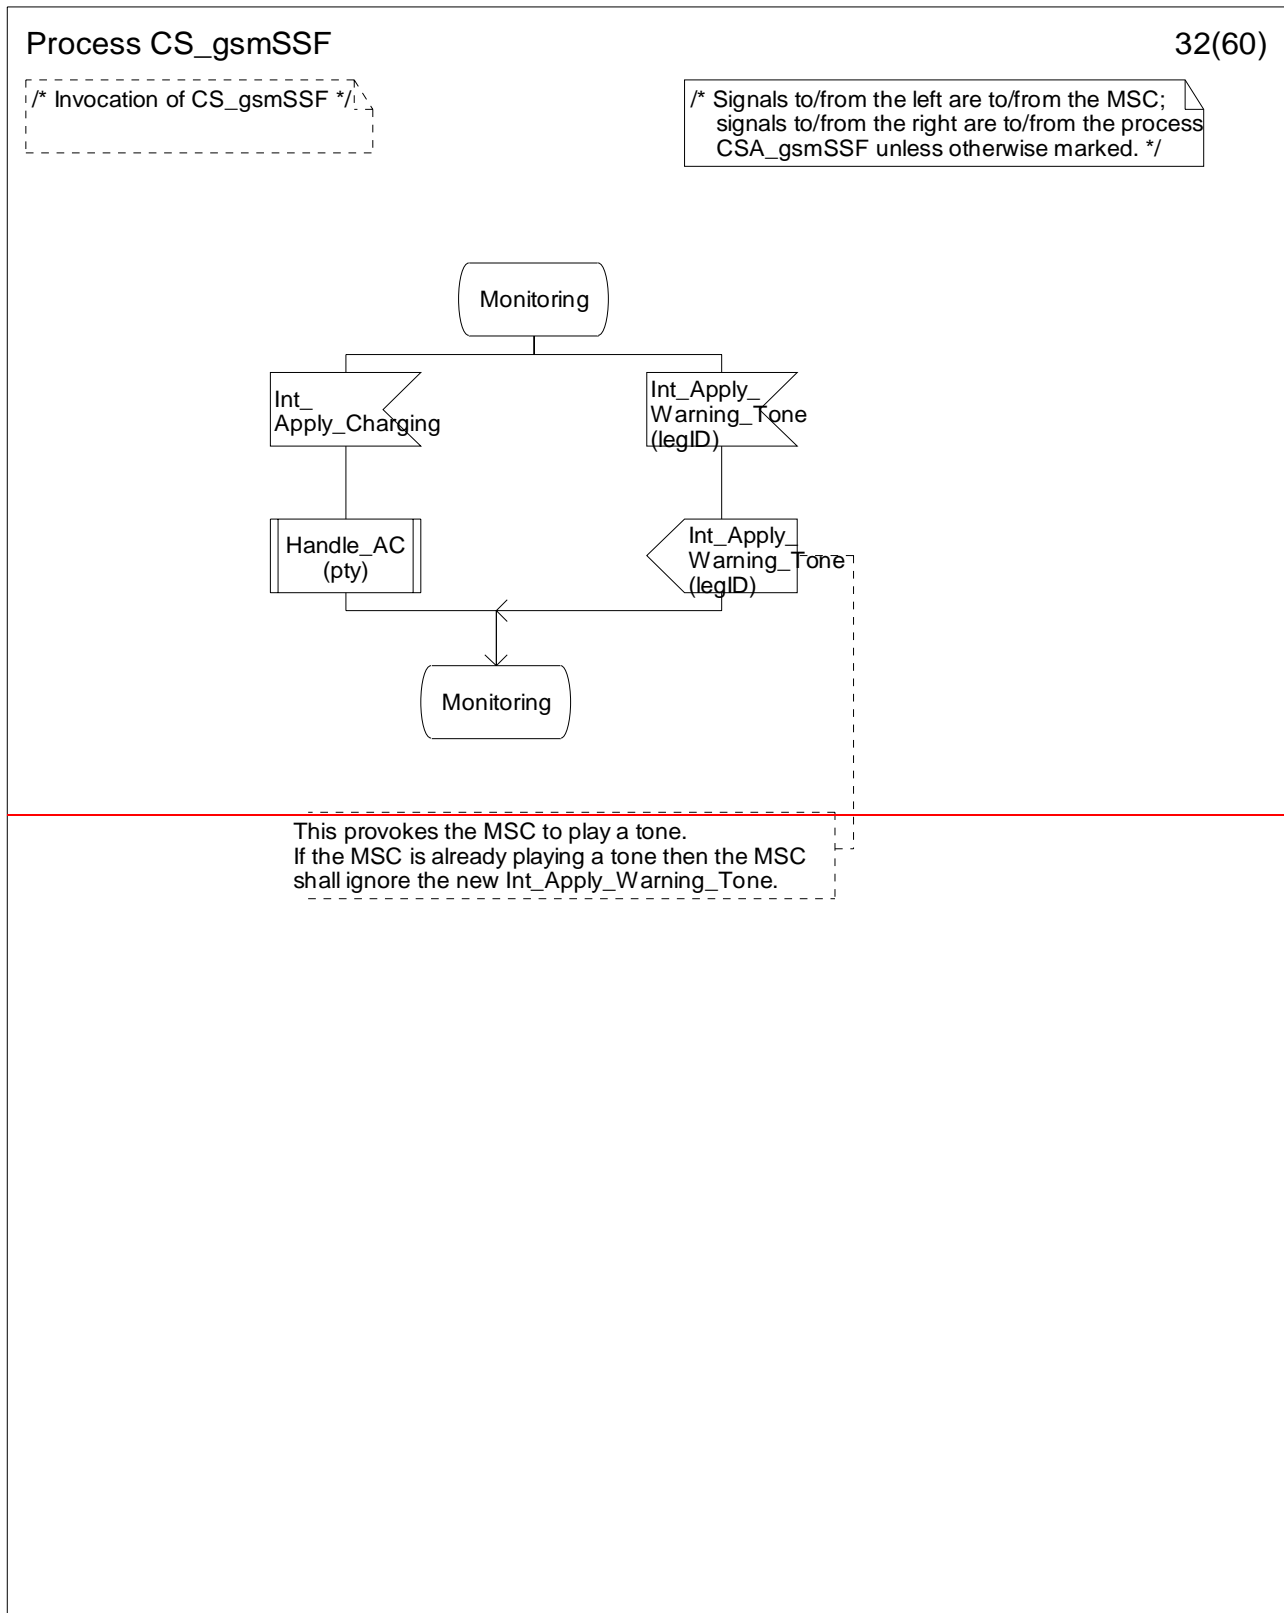 Process CS_gsmSSF
32(60)
/* Invocation of CS_gsmSSF */
/* Signals to/from the left are to/from the MSC;
signals to/from the right are to/from the process
CSA_gsmSSF unless otherwise marked. */
Monitoring
Int_
Apply_Charging
Int_Apply_
Warning_Tone
(legID)
Handle_AC
(pty)
Int_Apply_
Warning_Tone
(legID)
Monitoring
This provokes the MSC to play a tone.
If the MSC is already playing a tone then the MSC
shall ignore the new Int_Apply_Warning_Tone.